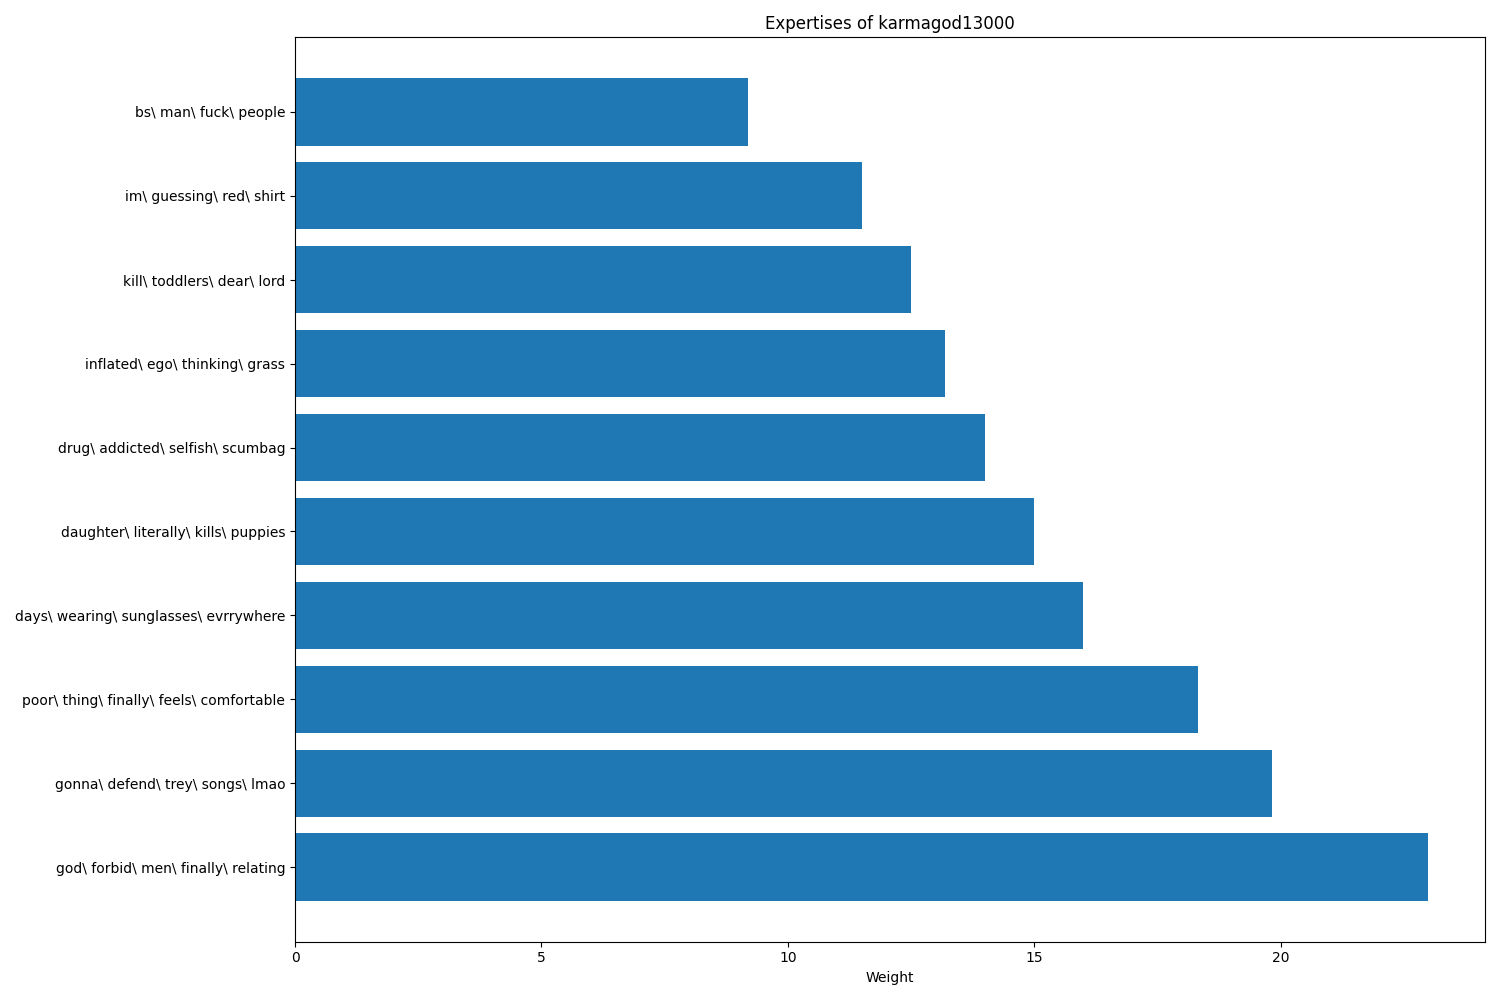 Expertises of karmagod13000
bs\ man\ fuck\ people
im\ guessing\ red\ shirt
kill\ toddlers\ dear\ lord
inflated\ ego\ thinking\ grass
drug\ addicted\ selfish\ scumbag
daughter\ literally\ kills\ puppies
days\ wearing\ sunglasses\ evrrywhere
poor\ thing\ finally\ feels\ comfortable
gonna\ defend\ trey\ songs\ lmao
god\ forbid\ men\ finally\ relating
0 5 10 15 20
Weight